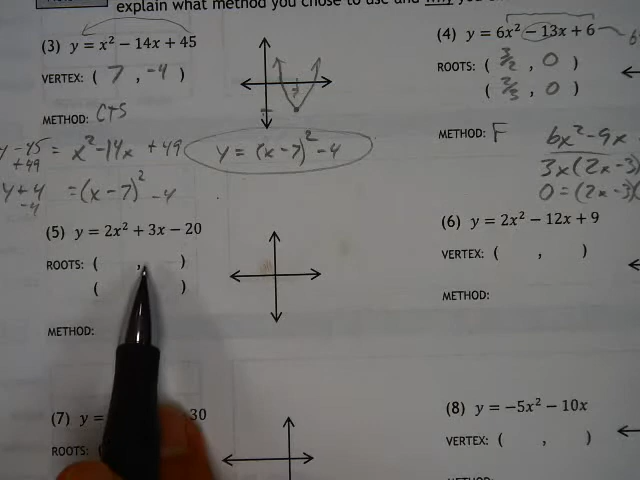 explain what method you chose to use and why
(3) y = x² − 14x + 45
VERTEX: ( 7 , -4 )
METHOD: CTS
y - 45 = x² - 14x + 49
+49
y + 4 = (x - 7)² - 4
-4
y = (x - 7)² - 4
(4) y = 6x² − 13x + 6
ROOTS: ( 3/2 , 0 )
( 2/3 , 0 )
METHOD: F
6x² - 9x
3x(2x - 3)
0 = (2x - 3)(
(5) y = 2x² + 3x − 20
ROOTS: ( , )
( )
METHOD:
(6) y = 2x² − 12x + 9
VERTEX: ( , )
METHOD:
(7) y = 30
ROOTS: (
(8) y = −5x² − 10x
VERTEX: ( , )
METHOD: